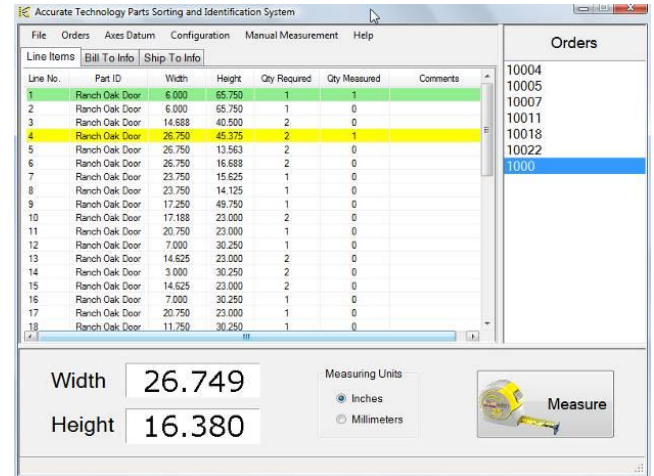 Accurate Technology Parts Sorting and Identification System
File Orders Axes Datum Configuration Manual Measurement Help
Line Items Bill To Info Ship To Info
Line No. Part ID Width Height Qty Required Qty Measured Comments
1 Ranch Oak Door 6.000 65.750 1 1
2 Ranch Oak Door 6.000 65.750 1 0
3 Ranch Oak Door 14.688 40.500 2 0
4 Ranch Oak Door 26.750 45.375 2 1
5 Ranch Oak Door 26.750 13.563 2 0
6 Ranch Oak Door 26.750 16.688 2 0
7 Ranch Oak Door 23.750 15.625 1 0
8 Ranch Oak Door 23.750 14.125 1 0
9 Ranch Oak Door 17.250 49.750 1 0
10 Ranch Oak Door 17.188 23.000 2 0
11 Ranch Oak Door 20.750 23.000 1 0
12 Ranch Oak Door 7.000 30.250 1 0
13 Ranch Oak Door 14.625 23.000 2 0
14 Ranch Oak Door 3.000 30.250 2 0
15 Ranch Oak Door 14.625 23.000 2 0
16 Ranch Oak Door 7.000 30.250 1 0
17 Ranch Oak Door 20.750 23.000 1 0
18 Ranch Oak Door 11.750 30.250 1 0
Orders
10004
10005
10007
10011
10018
10022
1000
Width 26.749
Height 16.380
Measuring Units
Inches
Millimeters
Measure